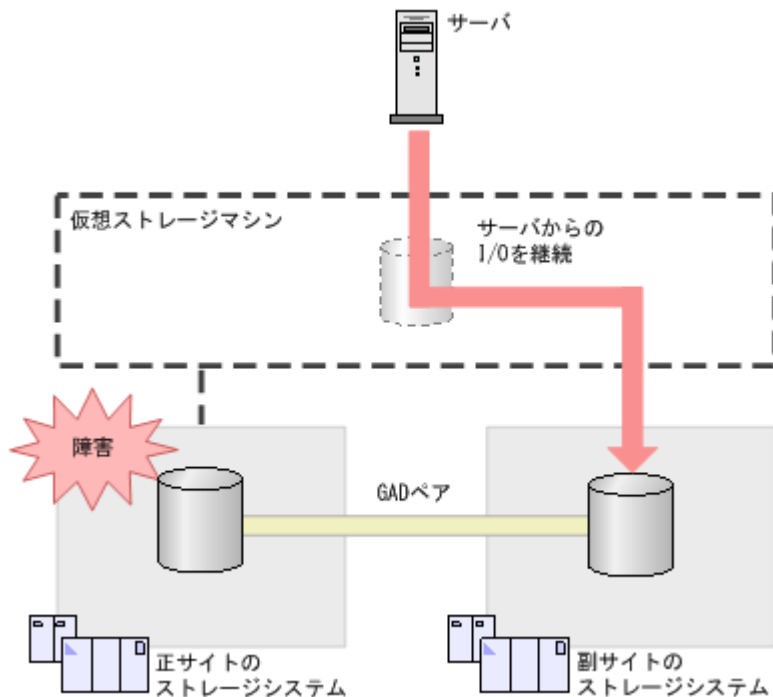 サーバ
仮想ストレージマシン
サーバからの
I/Oを継続
障害
GADペア
正サイトの
ストレージシステム
副サイトの
ストレージシステム